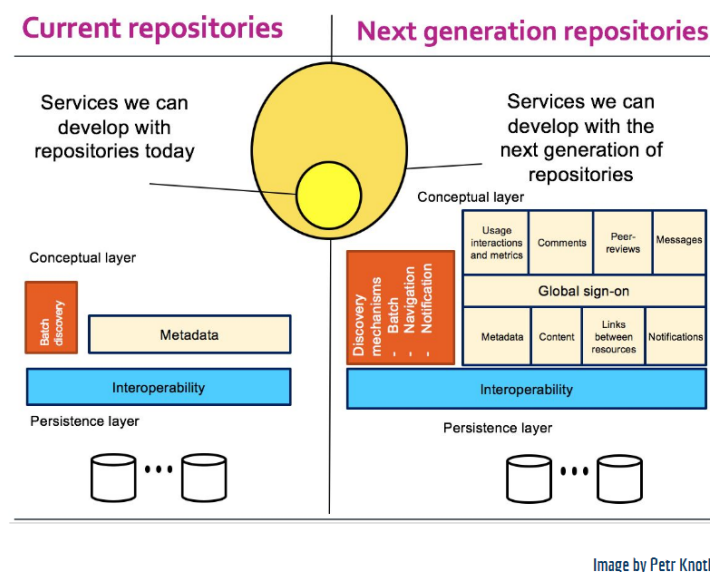 Current repositories
Next generation repositories
Services we can
develop with
repositories today
Services we can
develop with the
next generation of
repositories
Conceptual layer
Batch
discovery
Metadata
Interoperability
Persistence layer
Conceptual layer
Discovery
mechanisms
- Batch
- Navigation
- Notification
Usage
interactions
and metrics
Comments
Peer-
reviews
Messages
Global sign-on
Metadata
Content
Links
between
resources
Notifications
Interoperability
Persistence layer
Image by Petr